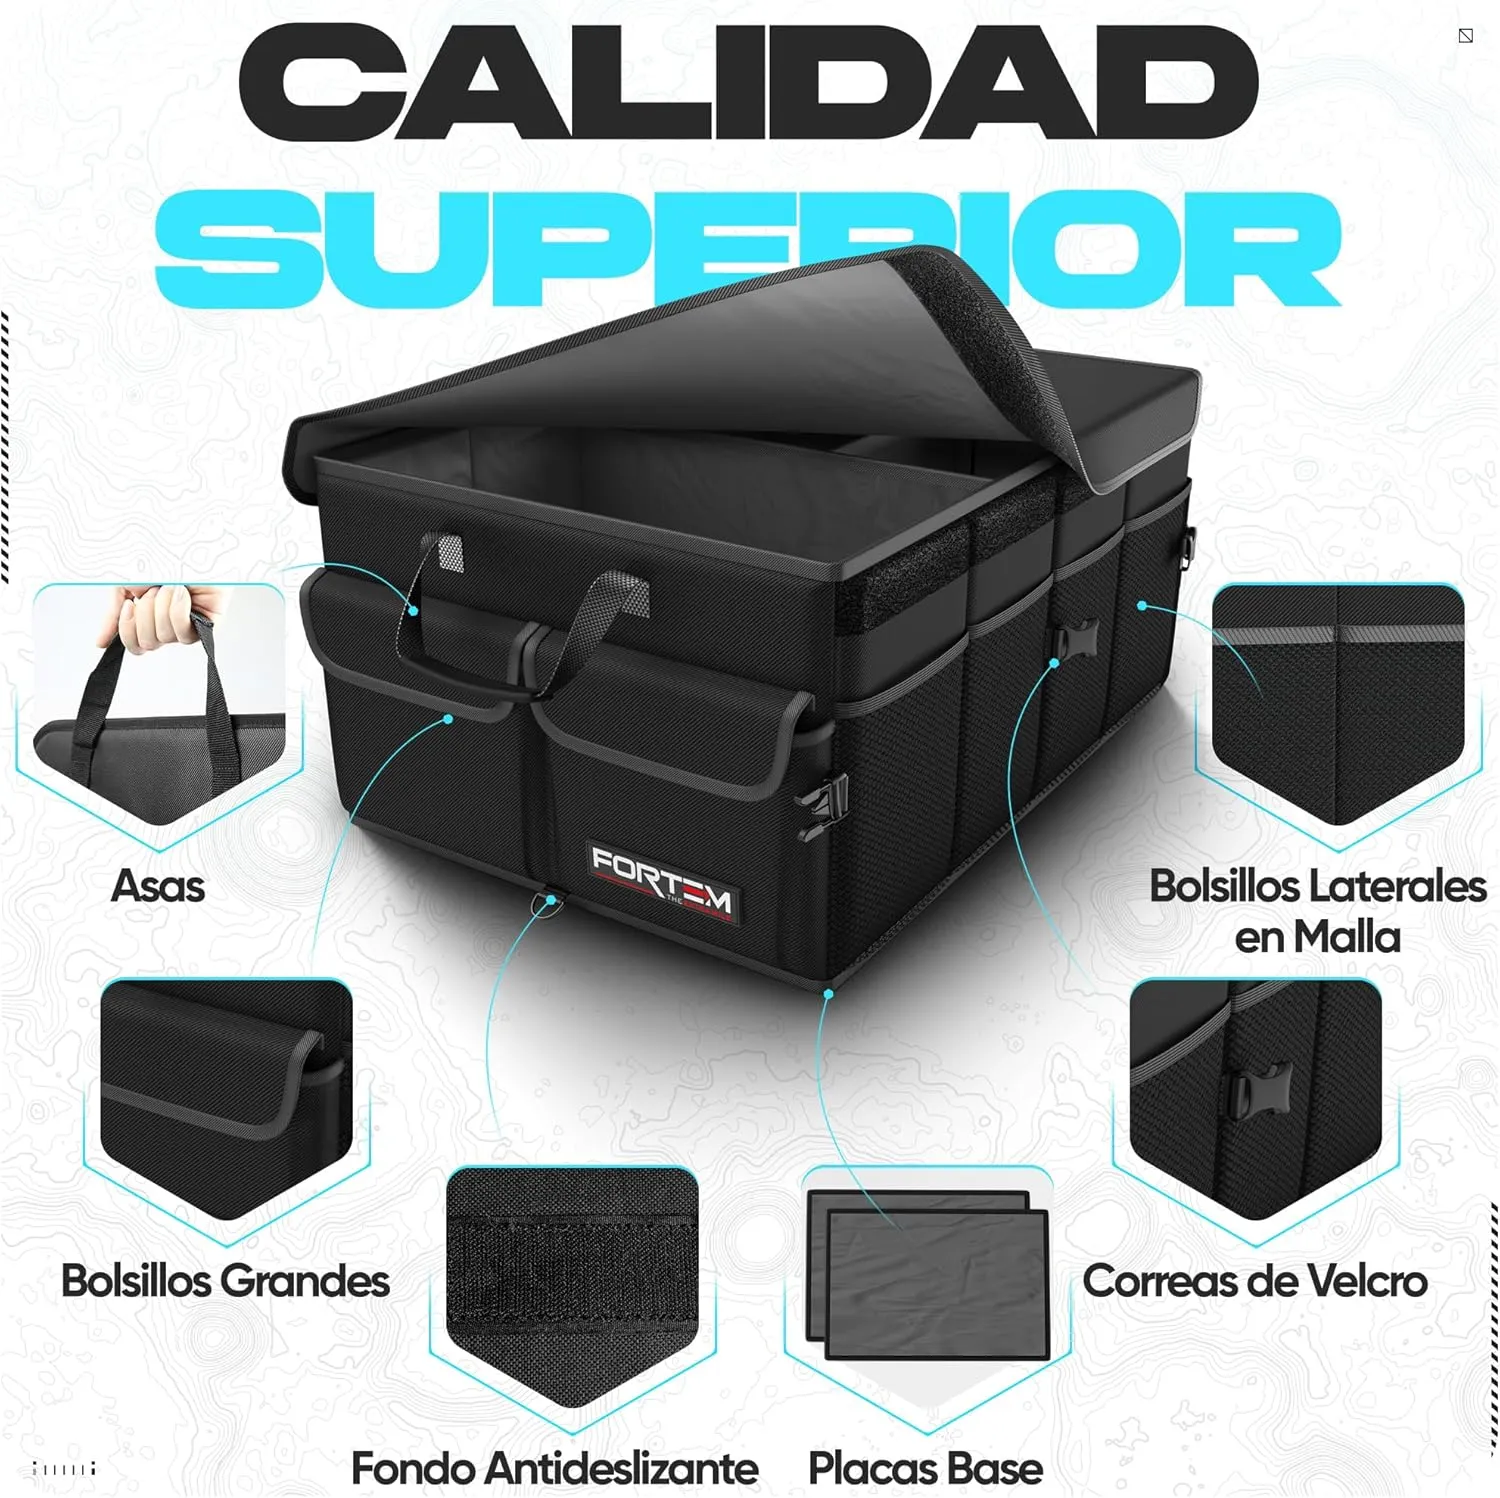 CALIDAD
SUPERIOR
FORTEM
THE
Asas
Bolsillos Laterales
en Malla
Bolsillos Grandes
Correas de Velcro
Fondo Antideslizante
Placas Base